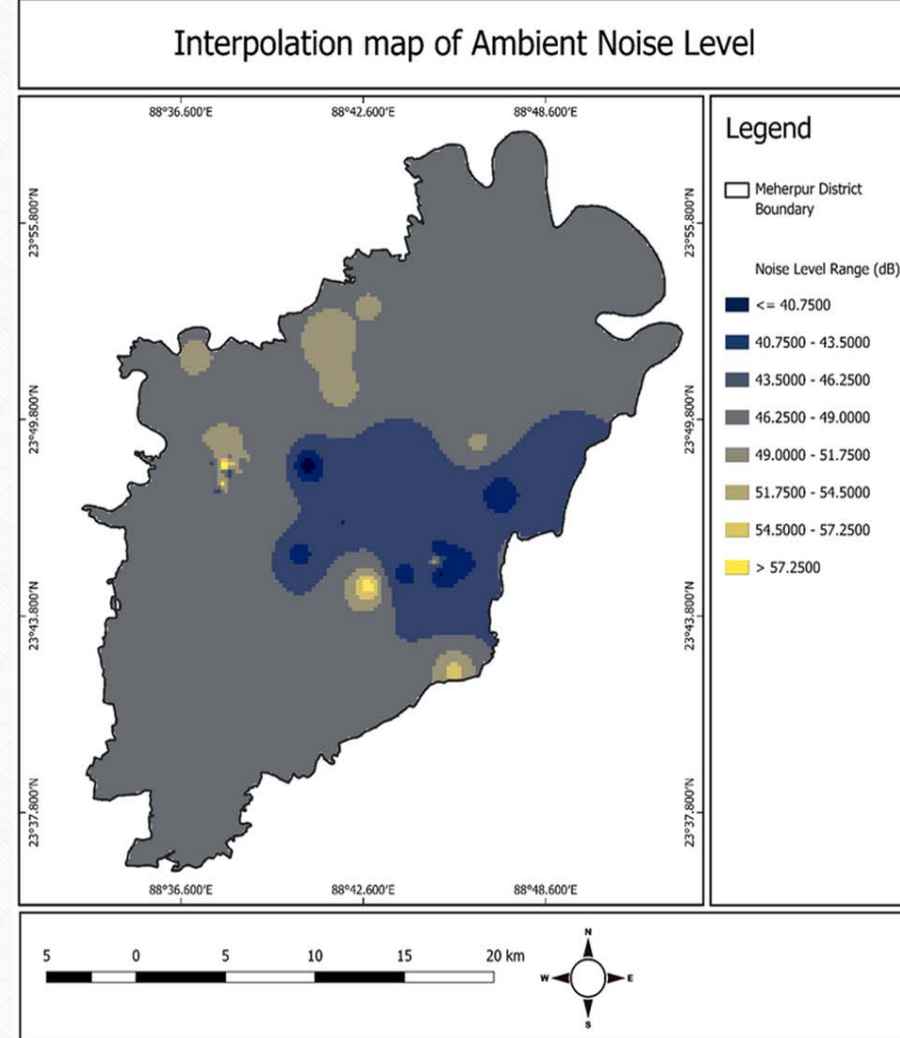 Interpolation map of Ambient Noise Level
88°36.600'E 88°42.600'E 88°48.600'E
23°55.800'N 23°55.800'N
23°49.800'N 23°49.800'N
23°43.800'N 23°43.800'N
23°37.800'N 23°37.800'N
88°36.600'E 88°42.600'E 88°48.600'E
Legend
Meherpur District
Boundary
Noise Level Range (dB)
<= 40.7500
40.7500 - 43.5000
43.5000 - 46.2500
46.2500 - 49.0000
49.0000 - 51.7500
51.7500 - 54.5000
54.5000 - 57.2500
> 57.2500
5 0 5 10 15 20 km
N
W E
S